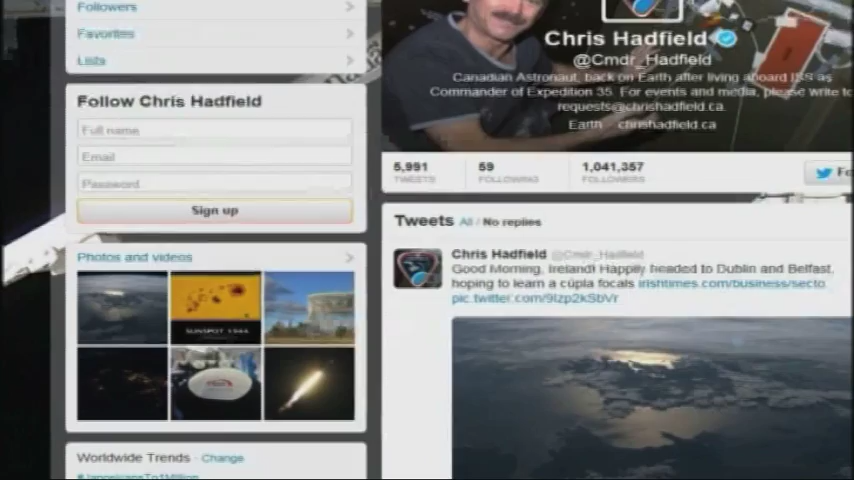 Followers
Favorites
Lists
Follow Chris Hadfield
Full name
Email
Password
Sign up
Photos and videos
SUNSPOT 1944
Worldwide Trends · Change
Chris Hadfield
@Cmdr_Hadfield
Canadian Astronaut, back on Earth after living aboard ISS as
Commander of Expedition 35. For events and media, please write to
requests@chrishadfield.ca.
Earth · chrishadfield.ca
5,991
TWEETS
59
FOLLOWING
1,041,357
FOLLOWERS
Fo
Tweets All / No replies
Chris Hadfield @Cmdr_Hadfield
Good Morning, Ireland! Happily headed to Dublin and Belfast,
hoping to learn a cúpla focals irishtimes.com/business/secto
pic.twitter.com/9Izp2kSbVr